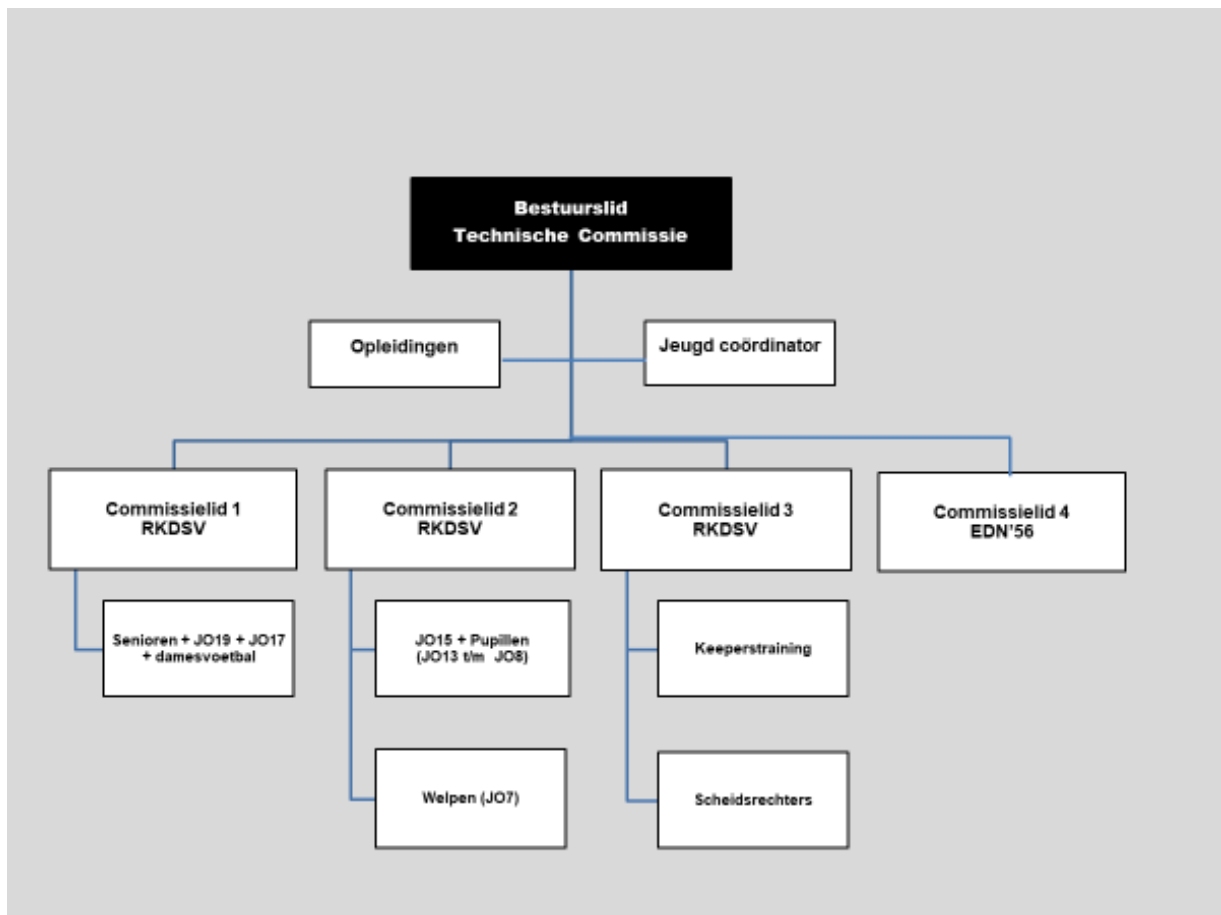 Bestuurslid
Technische Commissie
Opleidingen
Jeugd coördinator
Commissielid 1
RKDSV
Commissielid 2
RKDSV
Commissielid 3
RKDSV
Commissielid 4
EDN'56
Senioren + JO19 + JO17
+ damesvoetbal
JO15 + Pupillen
(JO13 t/m JO8)
Keeperstraining
Welpen (JO7)
Scheidsrechters